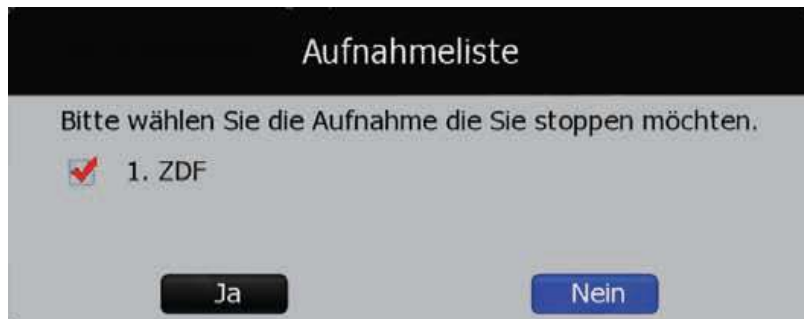 Aufnahmeliste
Bitte wählen Sie die Aufnahme die Sie stoppen möchten.
1. ZDF
Ja Nein